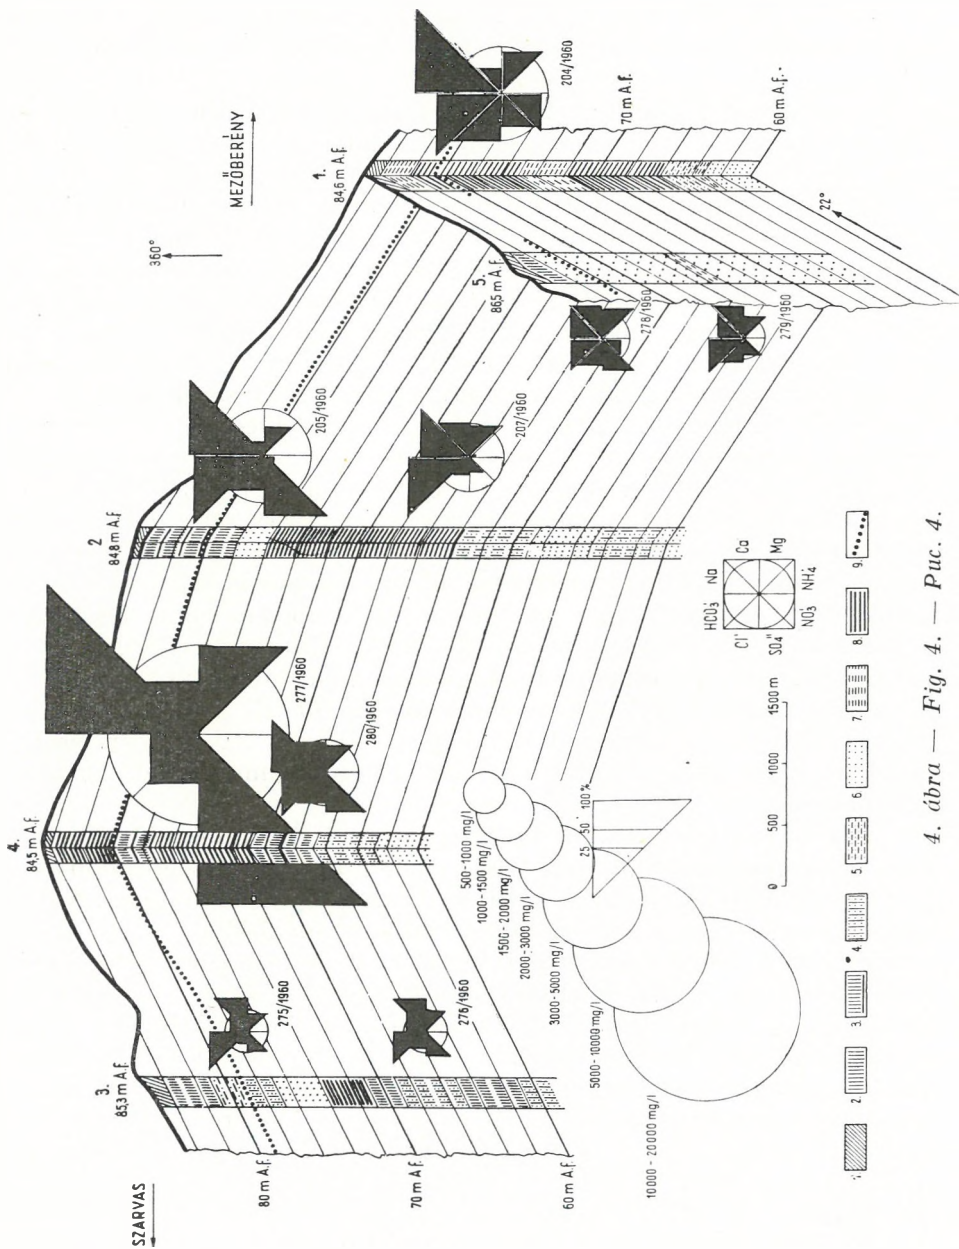 SZARVAS
MEZŐBERÉNY
360°
22°
3.
85,3 m A.F.
4.
84,5 m A.F.
2
84,8 m A.F.
1.
84,6 m A.F.
5.
86,5 m A.F.
80 m A.F.
70 m A.F.
60 m A.F.
70 m A.F.
60 m A.F.
275/1960
276/1960
277/1960
280/1960
205/1960
207/1960
204/1960
278/1960
279/1960
500-1000 mg/l
1000-1500 mg/l
1500-2000 mg/l
2000-3000 mg/l
3000-5000 mg/l
5000-10000 mg/l
10000-20000 mg/l
25 50 100%
0 500 1000 1500 m
HCO₃' Na
Cl' Ca
SO₄'' Mg
NO₃' NH₄˙
2. 3. 4. 5. 6. 7. 8. 9.
4. ábra — Fig. 4. — Рис. 4.